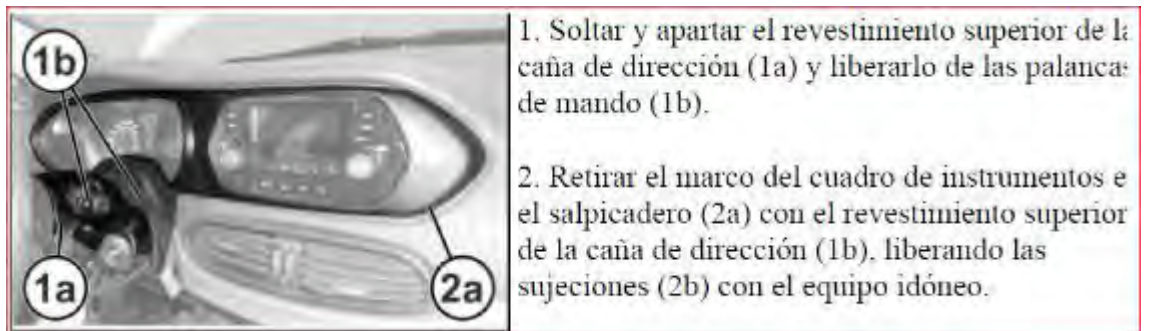 1b
1a
2a
1. Soltar y apartar el revestimiento superior de la
caña de dirección (1a) y liberarlo de las palancas
de mando (1b).
2. Retirar el marco del cuadro de instrumentos e
el salpicadero (2a) con el revestimiento superior
de la caña de dirección (1b), liberando las
sujeciones (2b) con el equipo idóneo.